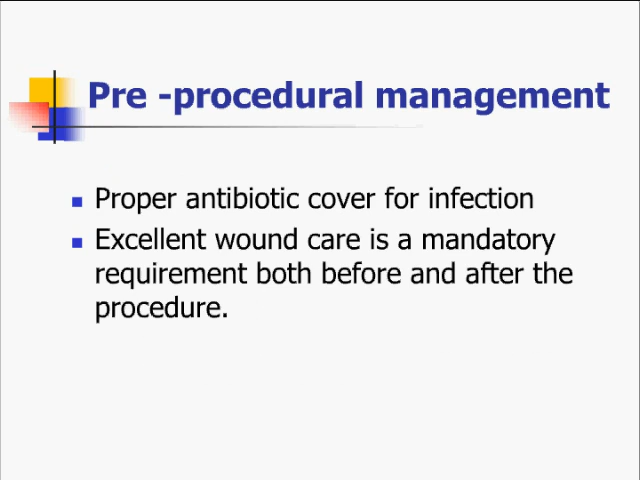 Pre -procedural management
Proper antibiotic cover for infection
Excellent wound care is a mandatory
requirement both before and after the
procedure.